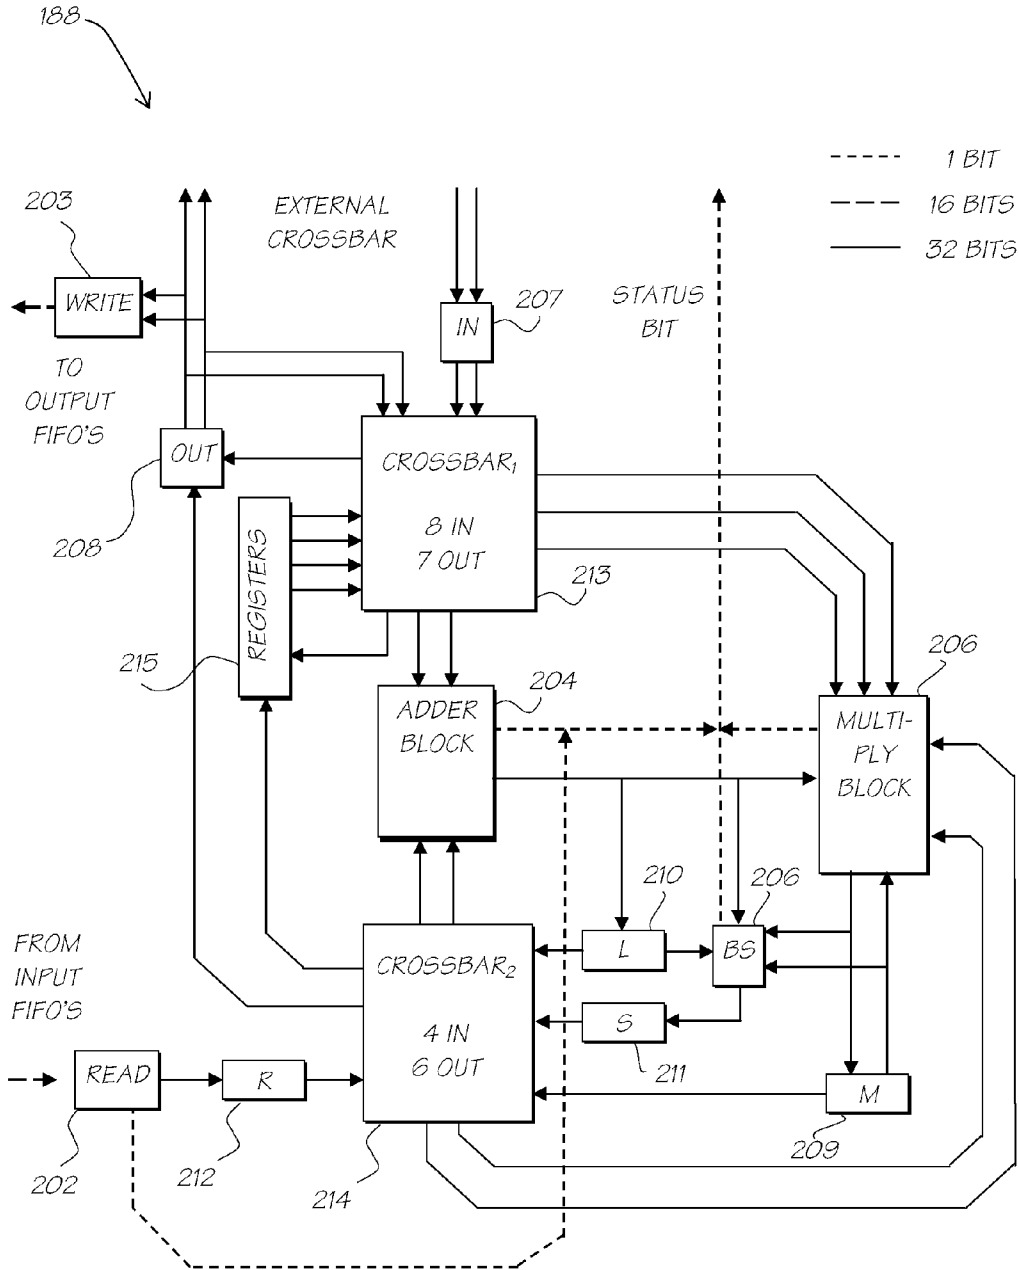 188
1 BIT
16 BITS
32 BITS
203
EXTERNAL
CROSSBAR
WRITE
207
IN
STATUS
BIT
TO
OUTPUT
FIFO'S
OUT
208
CROSSBAR₁
8 IN
7 OUT
213
REGISTERS
215
204
ADDER
BLOCK
206
MULTI-
PLY
BLOCK
210
206
L
BS
FROM
INPUT
FIFO'S
CROSSBAR₂
4 IN
6 OUT
S
211
READ
R
M
202
212
214
209